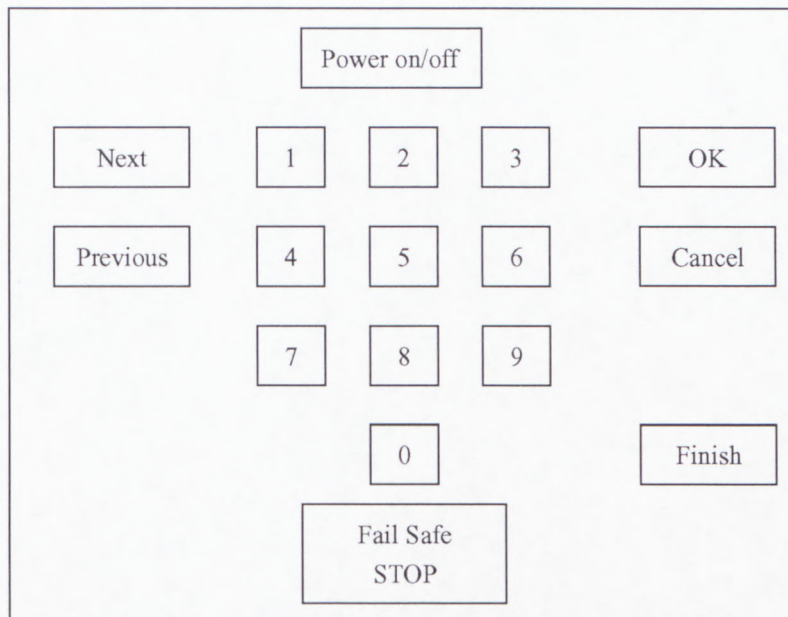 Power on/off
Next 1 2 3 OK
Previous 4 5 6 Cancel
7 8 9
0 Finish
Fail Safe
STOP